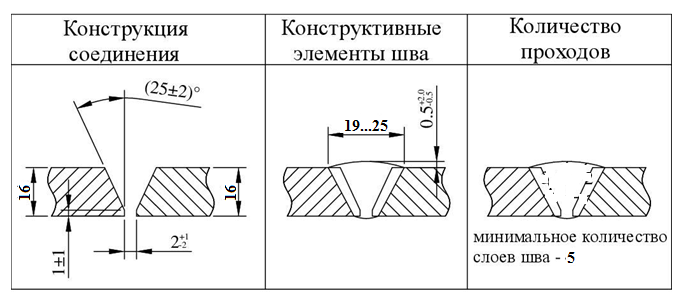 Конструкция
соединения
Конструктивные
элементы шва
Количество
проходов
(25±2)°
16
16
1±1
2+1-2
19...25
0.5+2.0-0.5
минимальное количество
слоев шва - 5